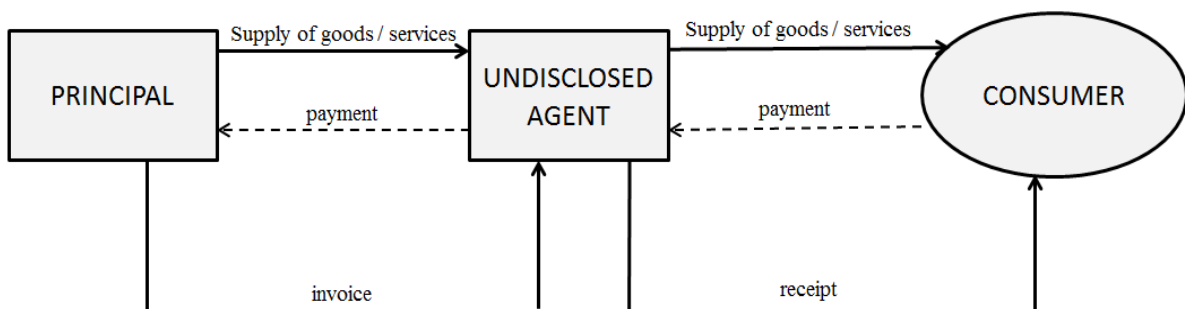 Supply of goods / services
Supply of goods / services
PRINCIPAL
UNDISCLOSED
AGENT
CONSUMER
payment
payment
invoice
receipt